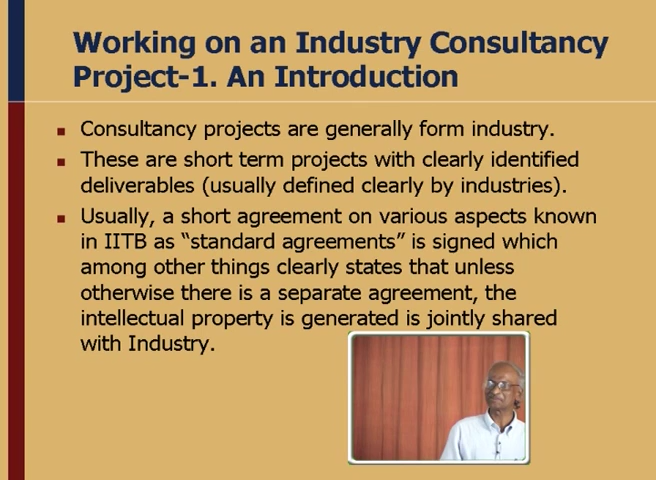 Working on an Industry Consultancy
Project-1. An Introduction
Consultancy projects are generally form industry.
These are short term projects with clearly identified
deliverables (usually defined clearly by industries).
Usually, a short agreement on various aspects known
in IITB as “standard agreements” is signed which
among other things clearly states that unless
otherwise there is a separate agreement, the
intellectual property is generated is jointly shared
with Industry.